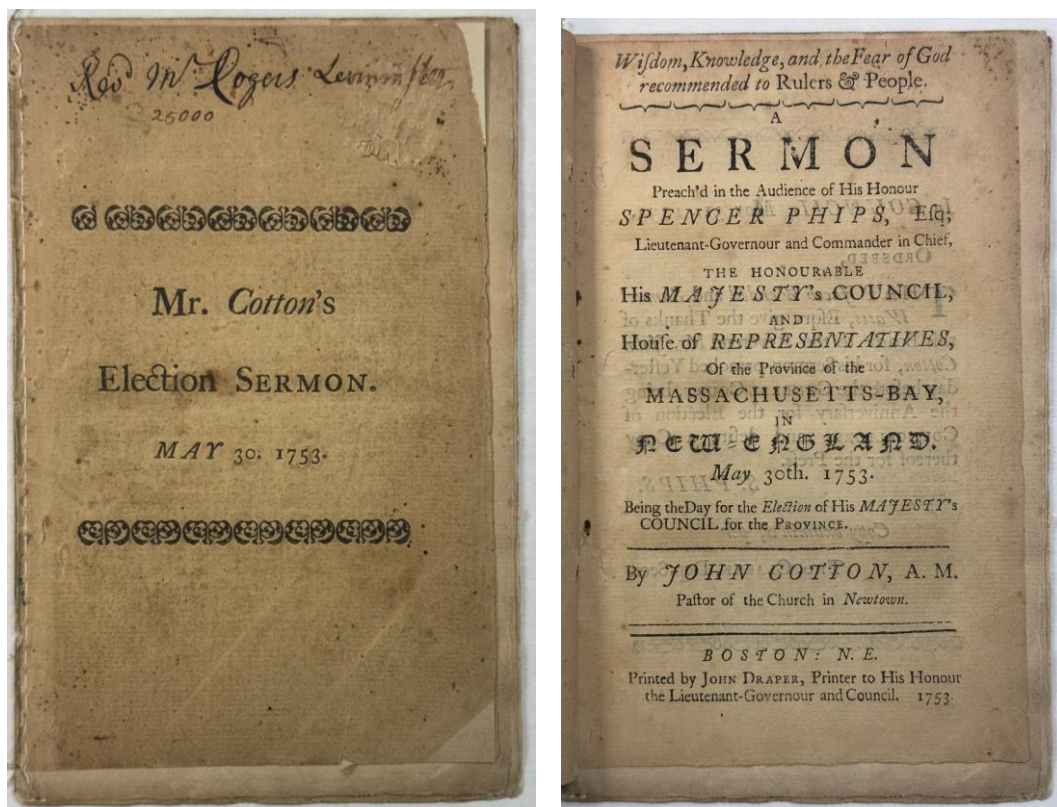 Revd Mr Rogers Leominster
25000
Mr. Cotton's
Election SERMON.
MAY 30. 1753.
Wiſdom, Knowledge, and the Fear of God
recommended to Rulers & People.
A
SERMON
Preach'd in the Audience of His Honour
SPENCER PHIPS, Eſq;
Lieutenant-Governour and Commander in Chief,
THE HONOURABLE
His MAJESTY's COUNCIL,
AND
Houſe of REPRESENTATIVES,
Of the Province of the
MASSACHUSETTS-BAY,
IN
NEW-ENGLAND.
May 30th. 1753.
Being the Day for the Election of His MAJESTY's
COUNCIL for the PROVINCE.
By JOHN COTTON, A. M.
Paſtor of the Church in Newtown.
BOSTON: N. E.
Printed by JOHN DRAPER, Printer to His Honour
the Lieutenant-Governour and Council. 1753.